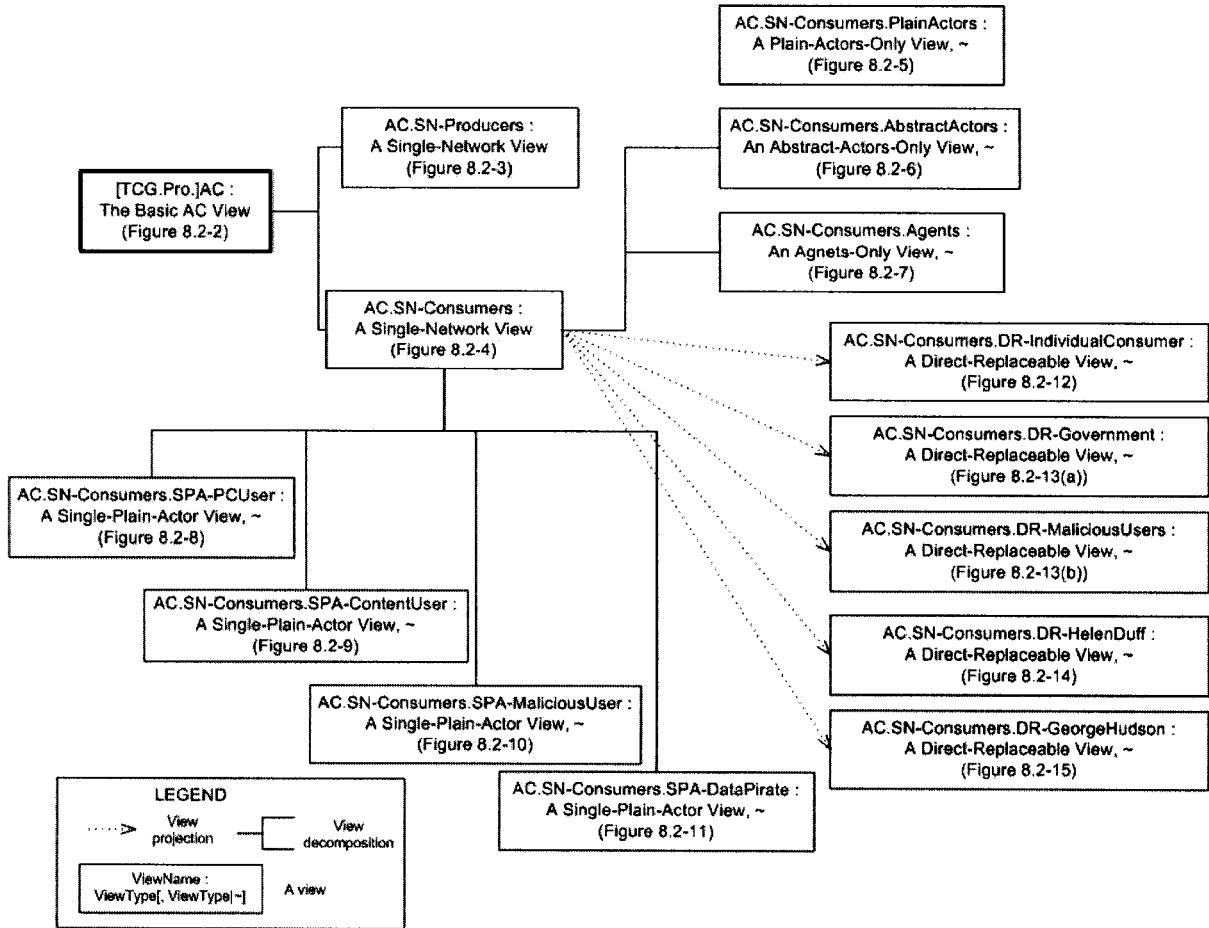 AC.SN-Consumers.PlainActors :
A Plain-Actors-Only View, ~
(Figure 8.2-5)
AC.SN-Producers :
A Single-Network View
(Figure 8.2-3)
AC.SN-Consumers.AbstractActors :
An Abstract-Actors-Only View, ~
(Figure 8.2-6)
[TCG.Pro.]AC :
The Basic AC View
(Figure 8.2-2)
AC.SN-Consumers.Agents :
An Agnets-Only View, ~
(Figure 8.2-7)
AC.SN-Consumers :
A Single-Network View
(Figure 8.2-4)
AC.SN-Consumers.DR-IndividualConsumer :
A Direct-Replaceable View, ~
(Figure 8.2-12)
AC.SN-Consumers.DR-Government :
A Direct-Replaceable View, ~
(Figure 8.2-13(a))
AC.SN-Consumers.SPA-PCUser :
A Single-Plain-Actor View, ~
(Figure 8.2-8)
AC.SN-Consumers.DR-MaliciousUsers :
A Direct-Replaceable View, ~
(Figure 8.2-13(b))
AC.SN-Consumers.SPA-ContentUser :
A Single-Plain-Actor View, ~
(Figure 8.2-9)
AC.SN-Consumers.DR-HelenDuff :
A Direct-Replaceable View, ~
(Figure 8.2-14)
AC.SN-Consumers.SPA-MaliciousUser :
A Single-Plain-Actor View, ~
(Figure 8.2-10)
AC.SN-Consumers.DR-GeorgeHudson :
A Direct-Replaceable View, ~
(Figure 8.2-15)
AC.SN-Consumers.SPA-DataPirate :
A Single-Plain-Actor View, ~
(Figure 8.2-11)
LEGEND
View
projection
View
decomposition
ViewName :
ViewType[, ViewType|~]
A view